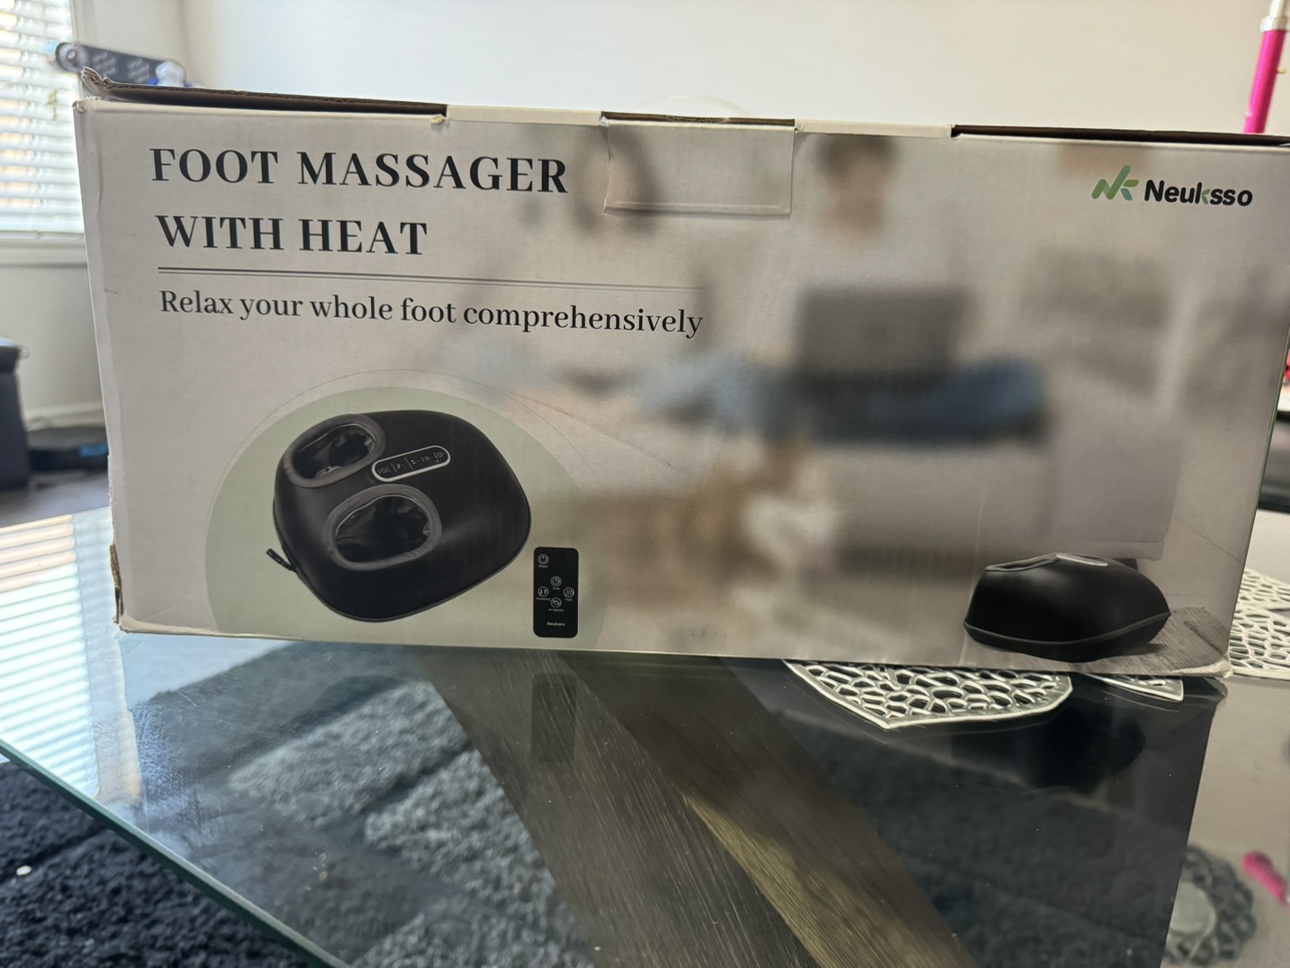 FOOT MASSAGER
WITH HEAT
Relax your whole foot comprehensively
Neuksso